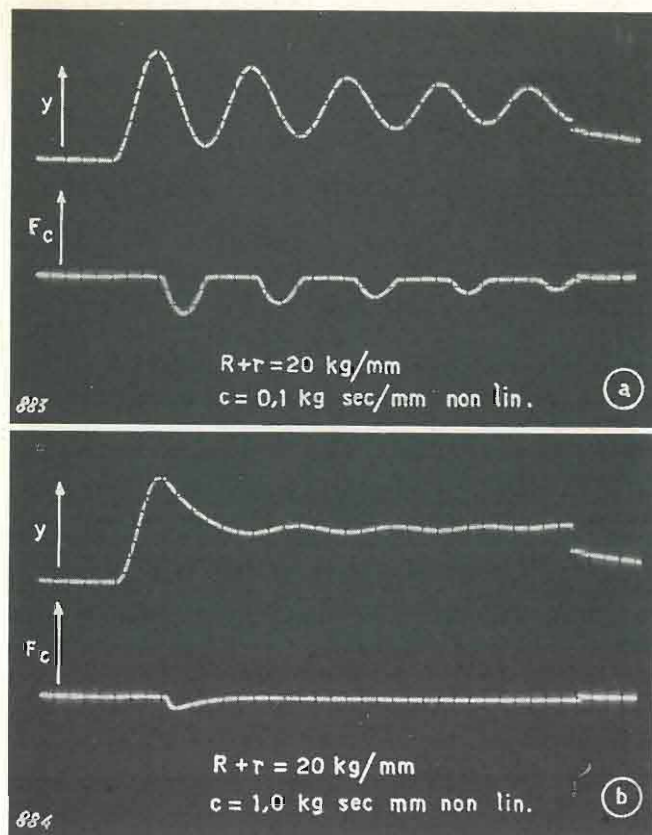 y
Fc
R+r=20 kg/mm
c= 0,1 kg sec/mm non lin.
a
883
y
Fc
R+r= 20 kg/mm
c= 1,0 kg sec mm non lin.
b
884